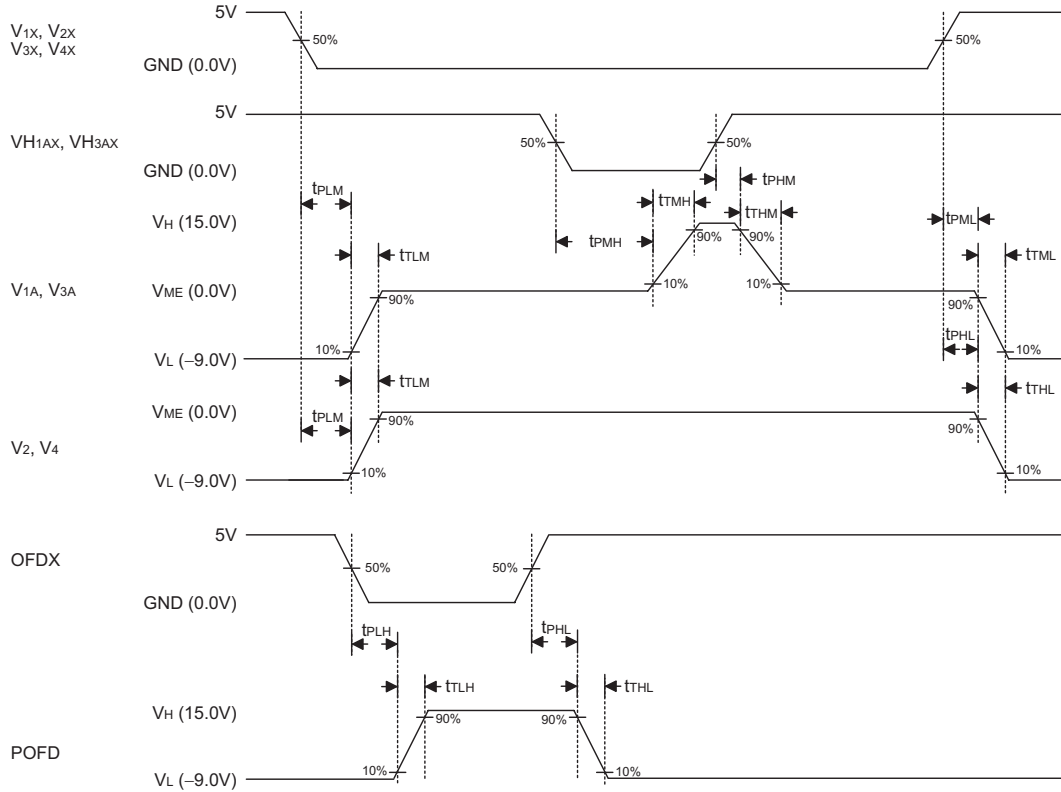 5V
V1X, V2X
V3X, V4X
50%
50%
GND (0.0V)
5V
VH1AX, VH3AX
50%
50%
GND (0.0V)
tPLM
tPHM
tTMH
tTHM
VH (15.0V)
tPML
tPMH
90%
90%
tTLM
tTML
V1A, V3A
VME (0.0V)
10%
10%
90%
90%
tPHL
10%
10%
VL (−9.0V)
tTLM
tTHL
VME (0.0V)
tPLM
90%
90%
V2, V4
10%
10%
VL (−9.0V)
5V
OFDX
50%
50%
GND (0.0V)
tPLH
tPHL
tTLH
tTHL
VH (15.0V)
90%
90%
POFD
10%
10%
VL (−9.0V)